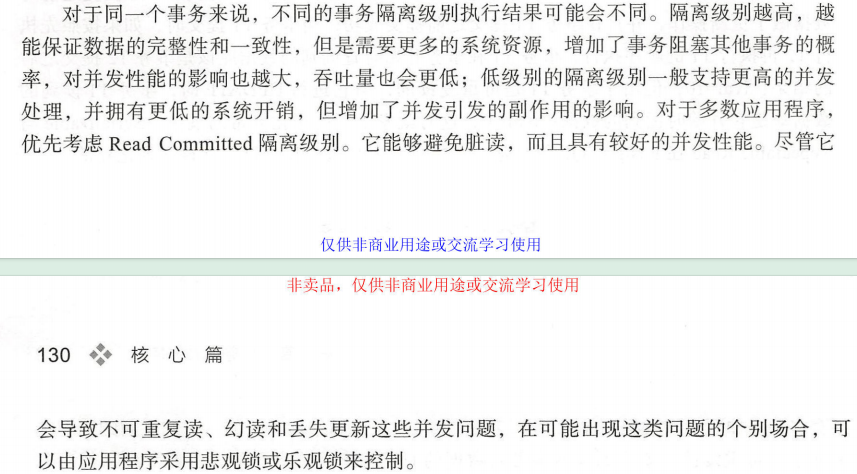 对于同一个事务来说，不同的事务隔离级别执行结果可能会不同。隔离级别越高，越
能保证数据的完整性和一致性，但是需要更多的系统资源，增加了事务阻塞其他事务的概
率，对并发性能的影响也越大，吞吐量也会更低；低级别的隔离级别一般支持更高的并发
处理，并拥有更低的系统开销，但增加了并发引发的副作用的影响。对于多数应用程序，
优先考虑 Read Committed 隔离级别。它能够避免脏读，而且具有较好的并发性能。尽管它
仅供非商业用途或交流学习使用
非卖品，仅供非商业用途或交流学习使用
130 核 心 篇
会导致不可重复读、幻读和丢失更新这些并发问题，在可能出现这类问题的个别场合，可
以由应用程序采用悲观锁或乐观锁来控制。